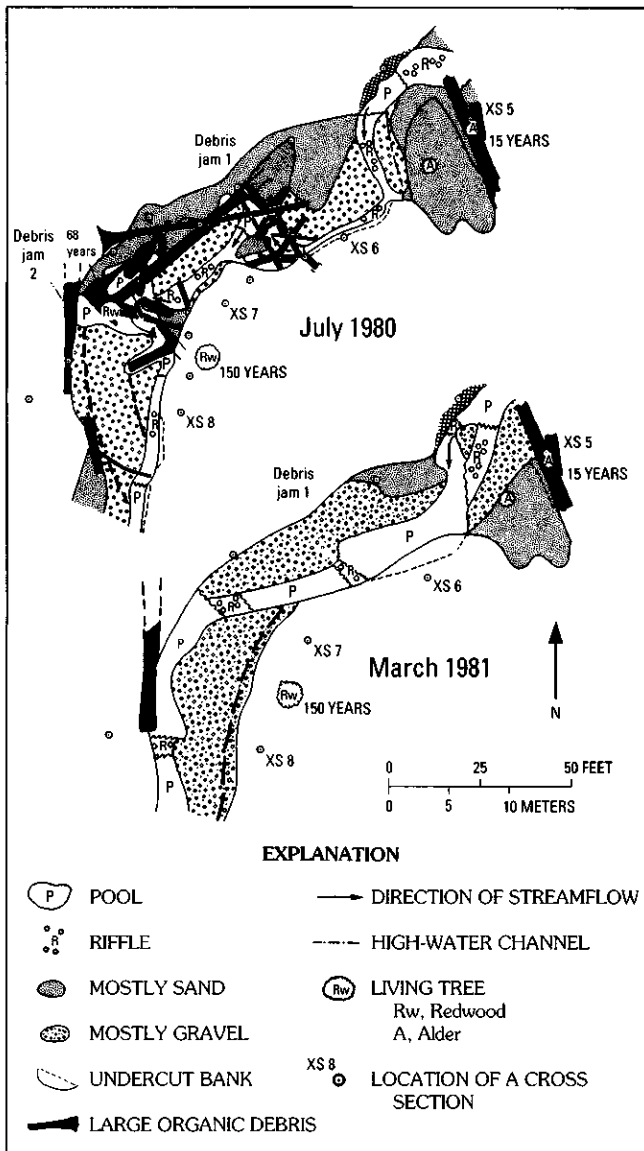 R
P
XS 5
A
15 YEARS
A
Debris
jam 1
R
R
Debris
jam
2
68
years
P
R
R
XS 6
P
Rw
R
XS 7
July 1980
P
Rw
150 YEARS
R
XS 8
P
P
R
R
XS 5
A
15 YEARS
A
Debris
jam 1
P
R
XS 6
P
R
P
XS 7
March 1981
Rw
150 YEARS
R
XS 8
P
N
0 25 50 FEET
0 5 10 METERS
EXPLANATION
P POOL
R RIFFLE
MOSTLY SAND
MOSTLY GRAVEL
UNDERCUT BANK
LARGE ORGANIC DEBRIS
DIRECTION OF STREAMFLOW
HIGH-WATER CHANNEL
Rw LIVING TREE
Rw, Redwood
A, Alder
XS 8 LOCATION OF A CROSS
SECTION